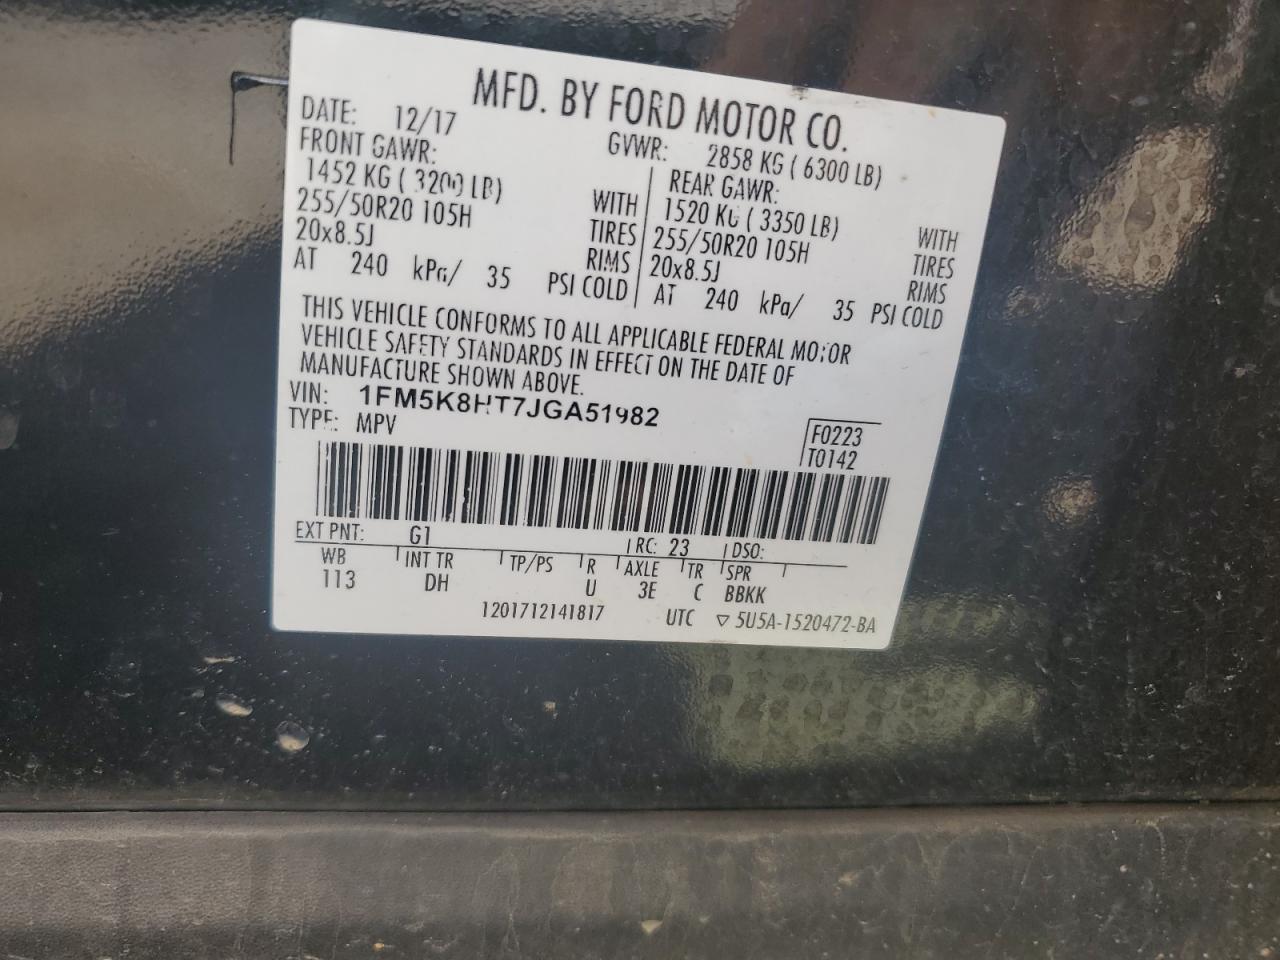 MFD. BY FORD MOTOR CO.
DATE: 12/17 GVWR: 2858 KG ( 6300 LB)
FRONT GAWR: REAR GAWR:
1452 KG ( 3200 LB) WITH 1520 KG ( 3350 LB) WITH
255/50R20 105H TIRES 255/50R20 105H TIRES
20x8.5J RIMS 20x8.5J RIMS
AT 240 kPa/ 35 PSI COLD AT 240 kPa/ 35 PSI COLD
THIS VEHICLE CONFORMS TO ALL APPLICABLE FEDERAL MOTOR
VEHICLE SAFETY STANDARDS IN EFFECT ON THE DATE OF
MANUFACTURE SHOWN ABOVE.
VIN: 1FM5K8HT7JGA51982
TYPE: MPV
F0223
T0142
EXT PNT: G1 RC: 23 DSO:
WB INT TR TP/PS R AXLE TR SPR
113 DH U 3E C BBKK
1201712141817 UTC ▽ 5U5A-1520472-BA